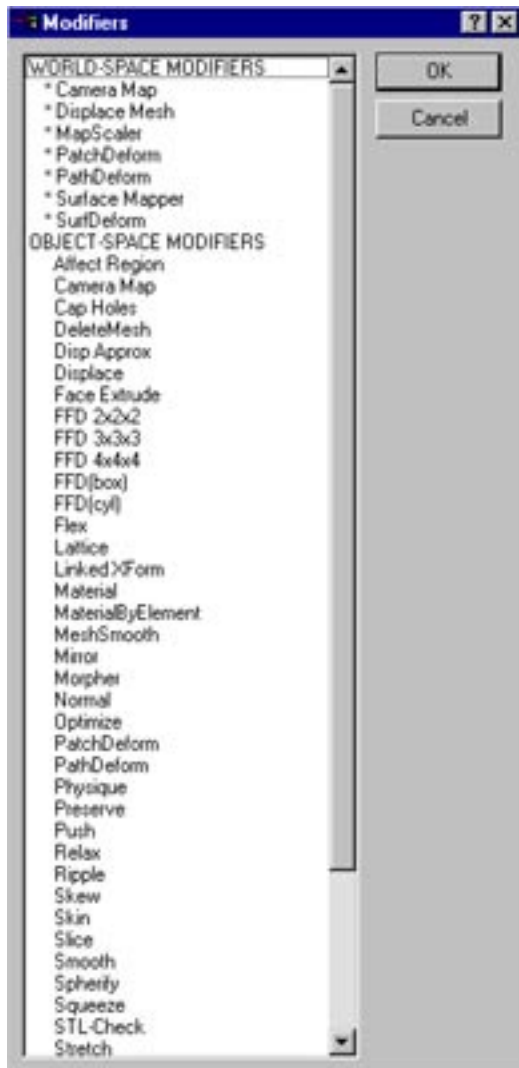 Modifiers
WORLD-SPACE MODIFIERS
* Camera Map
* Displace Mesh
* MapScaler
* PatchDeform
* PathDeform
* Surface Mapper
* SurfDeform
OBJECT-SPACE MODIFIERS
Affect Region
Camera Map
Cap Holes
DeleteMesh
Disp Approx
Displace
Face Extrude
FFD 2x2x2
FFD 3x3x3
FFD 4x4x4
FFD(box)
FFD(cyl)
Flex
Lattice
Linked XForm
Material
MaterialByElement
MeshSmooth
Mirror
Morpher
Normal
Optimize
PatchDeform
PathDeform
Physique
Preserve
Push
Relax
Ripple
Skew
Skin
Slice
Smooth
Spherify
Squeeze
STL-Check
Stretch
OK
Cancel